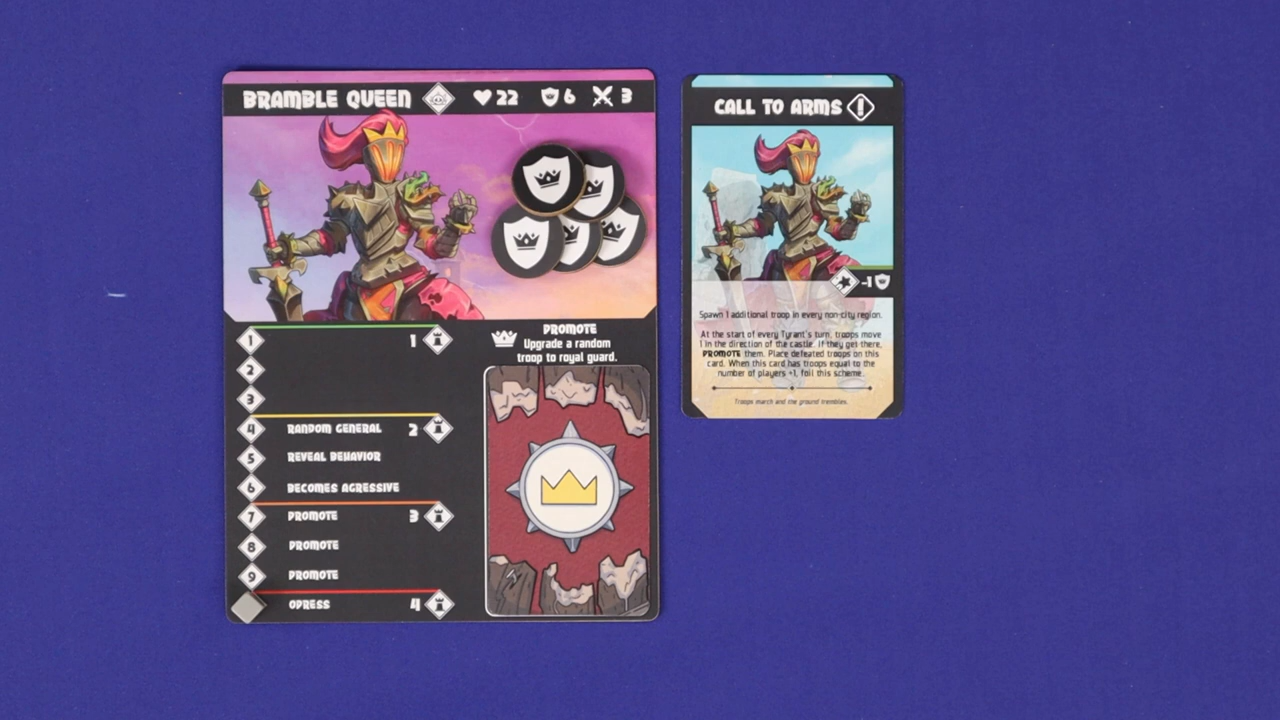 BRAMBLE QUEEN 22 6 3
PROMOTE
Upgrade a random
troop to royal guard.
1 1
2
3
4 RANDOM GENERAL 2
5 REVEAL BEHAVIOR
6 BECOMES AGRESSIVE
7 PROMOTE 3
8 PROMOTE
9 PROMOTE
OPRESS 4
CALL TO ARMS
-1
Spawn 1 additional troop in every non-city region.
At the start of every Tyrant's turn, troops move
1 in the direction of the castle. If they get there,
PROMOTE them. Place defeated troops on this
card. When this card has troops equal to the
number of players +1, foil this scheme.
Troops march and the ground trembles.